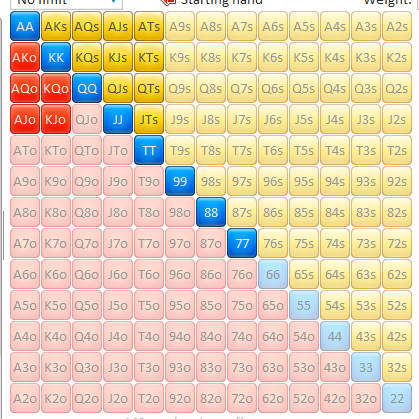 No limit Starting hand Weight:
AA AKs AQs AJs ATs A9s A8s A7s A6s A5s A4s A3s A2s
AKo KK KQs KJs KTs K9s K8s K7s K6s K5s K4s K3s K2s
AQo KQo QQ QJs QTs Q9s Q8s Q7s Q6s Q5s Q4s Q3s Q2s
AJo KJo QJo JJ JTs J9s J8s J7s J6s J5s J4s J3s J2s
ATo KTo QTo JTo TT T9s T8s T7s T6s T5s T4s T3s T2s
A9o K9o Q9o J9o T9o 99 98s 97s 96s 95s 94s 93s 92s
A8o K8o Q8o J8o T8o 98o 88 87s 86s 85s 84s 83s 82s
A7o K7o Q7o J7o T7o 97o 87o 77 76s 75s 74s 73s 72s
A6o K6o Q6o J6o T6o 96o 86o 76o 66 65s 64s 63s 62s
A5o K5o Q5o J5o T5o 95o 85o 75o 65o 55 54s 53s 52s
A4o K4o Q4o J4o T4o 94o 84o 74o 64o 54o 44 43s 42s
A3o K3o Q3o J3o T3o 93o 83o 73o 63o 53o 43o 33 32s
A2o K2o Q2o J2o T2o 92o 82o 72o 62o 52o 42o 32o 22